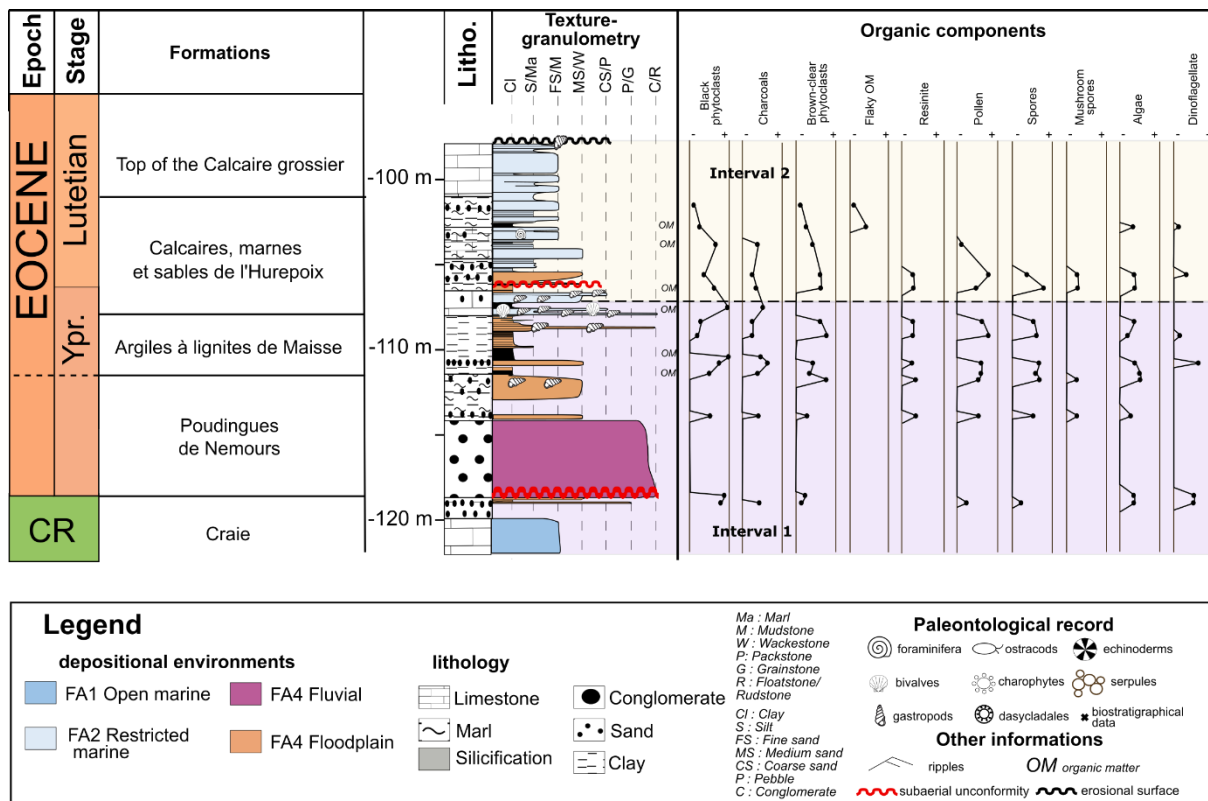 Epoch
Stage
Formations
Litho.
Texture-
granulometry
Cl
S/Ma
FS/M
MS/W
CS/P
P/G
C/R
Organic components
Black
phytoclasts
Charcoals
Brown-clear
phytoclasts
Flaky OM
Resinite
Pollen
Spores
Mushroom
spores
Algae
Dinoflagellate
- + - + - + - + - + - + - + - + - + - +
EOCENE
Lutetian
Ypr.
CR
Top of the Calcaire grossier
Calcaires, marnes
et sables de l'Hurepoix
Argiles à lignites de Maisse
Poudingues
de Nemours
Craie
-100 m
-110 m
-120 m
Interval 2
OM
OM
OM
OM
OM
OM
Interval 1
Legend
depositional environments
FA1 Open marine
FA4 Fluvial
FA2 Restricted
marine
FA4 Floodplain
lithology
Limestone
Conglomerate
Marl
Sand
Silicification
Clay
Ma : Marl
M : Mudstone
W : Wackestone
P: Packstone
G : Grainstone
R : Floatstone/
Rudstone
Cl : Clay
S : Silt
FS : Fine sand
MS : Medium sand
CS : Coarse sand
P : Pebble
C : Conglomerate
Paleontological record
foraminifera
ostracods
echinoderms
bivalves
charophytes
serpules
gastropods
dasycladales
biostratigraphical
data
Other informations
ripples
OM organic matter
subaerial unconformity
erosional surface